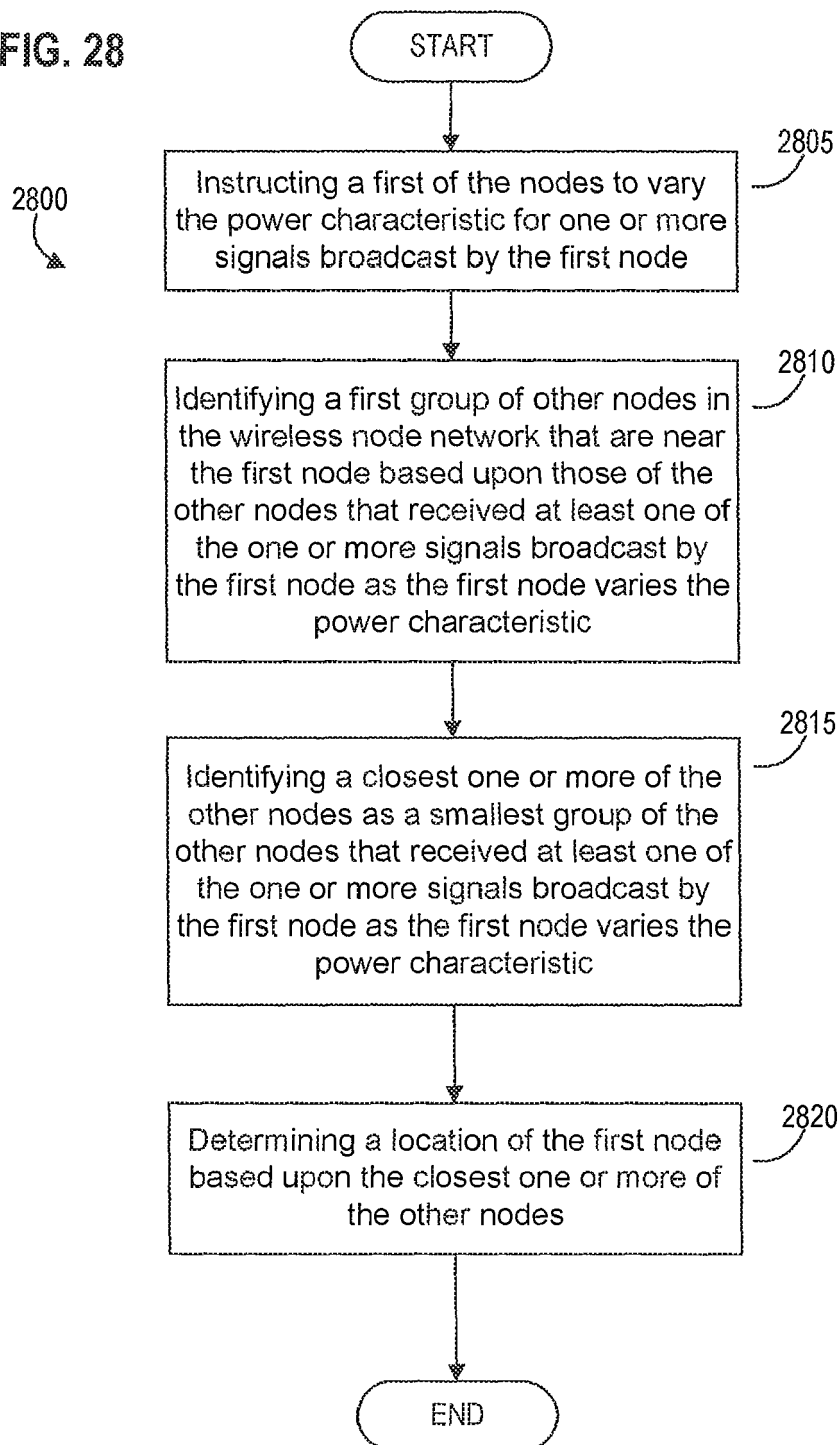 FIG. 28
START
2800
2805
Instructing a first of the nodes to vary
the power characteristic for one or more
signals broadcast by the first node
2810
Identifying a first group of other nodes in
the wireless node network that are near
the first node based upon those of the
other nodes that received at least one of
the one or more signals broadcast by
the first node as the first node varies the
power characteristic
2815
Identifying a closest one or more of the
other nodes as a smallest group of the
other nodes that received at least one of
the one or more signals broadcast by
the first node as the first node varies the
power characteristic
2820
Determining a location of the first node
based upon the closest one or more of
the other nodes
END